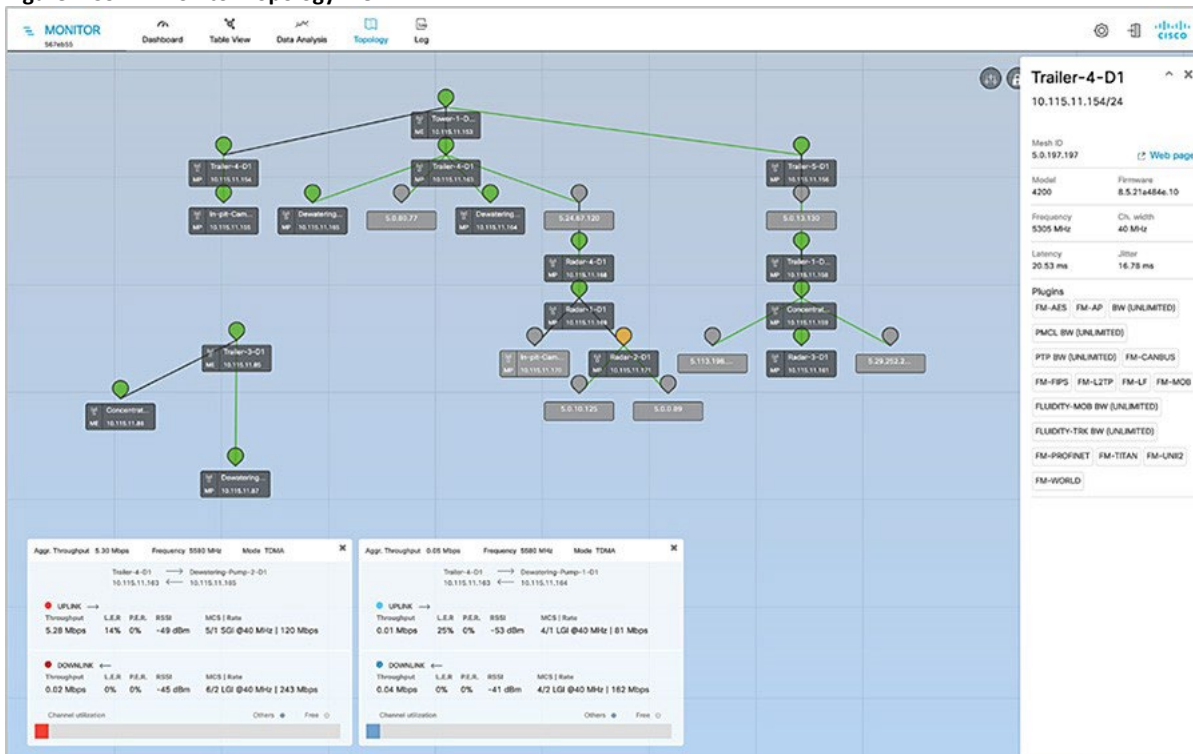 MONITOR
567eb55
Dashboard
Table View
Data Analysis
Topology
Log
CISCO
Tower-1-D...
ME 10.115.11.153
Trailer-4-D1
MP 10.115.11.154
Trailer-4-D1
MP 10.115.11.163
Trailer-5-D1
MP 10.115.11.156
In-pit-Cam...
MP 10.115.11.155
Dewatering...
MP 10.115.11.165
5.0.80.77
Dewatering...
MP 10.115.11.164
5.24.67.120
5.0.13.130
Radar-4-D1
MP 10.115.11.168
Trailer-1-D...
MP 10.115.11.158
Radar-1-D1
MP 10.115.11.169
Concentrat...
MP 10.115.11.159
In-pit-Cam...
MP 10.115.11.170
Radar-2-D1
MP 10.115.11.171
5.113.196....
Radar-3-D1
MP 10.115.11.161
5.29.252.2...
5.0.10.125
5.0.0.89
Trailer-3-D1
MP 10.115.11.85
Concentrat...
ME 10.115.11.86
Dewatering...
MP 10.115.11.87
Trailer-4-D1
10.115.11.154/24
Mesh ID
5.0.197.197
Web page
Model Firmware
4200 8.5.21a484e.10
Frequency Ch. width
5305 MHz 40 MHz
Latency Jitter
20.53 ms 16.78 ms
Plugins
FM-AES FM-AP BW (UNLIMITED)
PMCL BW (UNLIMITED)
PTP BW (UNLIMITED) FM-CANBUS
FM-FIPS FM-L2TP FM-LF FM-MOB
FLUIDITY-MOB BW (UNLIMITED)
FLUIDITY-TRK BW (UNLIMITED)
FM-PROFINET FM-TITAN FM-UNII2
FM-WORLD
Aggr. Throughput 5.30 Mbps Frequency 5580 MHz Mode TDMA
Trailer-4-D1 → Dewatering-Pump-2-D1
10.115.11.163 ← 10.115.11.165
UPLINK →
Throughput L.E.R P.E.R. RSSI MCS | Rate
5.28 Mbps 14% 0% -49 dBm 5/1 SGI @40 MHz | 120 Mbps
DOWNLINK ←
Throughput L.E.R P.E.R. RSSI MCS | Rate
0.02 Mbps 0% 0% -45 dBm 6/2 LGI @40 MHz | 243 Mbps
Channel utilization Others Free
Aggr. Throughput 0.05 Mbps Frequency 5580 MHz Mode TDMA
Trailer-4-D1 → Dewatering-Pump-1-D1
10.115.11.163 ← 10.115.11.164
UPLINK →
Throughput L.E.R P.E.R. RSSI MCS | Rate
0.01 Mbps 25% 0% -53 dBm 4/1 LGI @40 MHz | 81 Mbps
DOWNLINK ←
Throughput L.E.R P.E.R. RSSI MCS | Rate
0.04 Mbps 0% 0% -41 dBm 4/2 LGI @40 MHz | 162 Mbps
Channel utilization Others Free